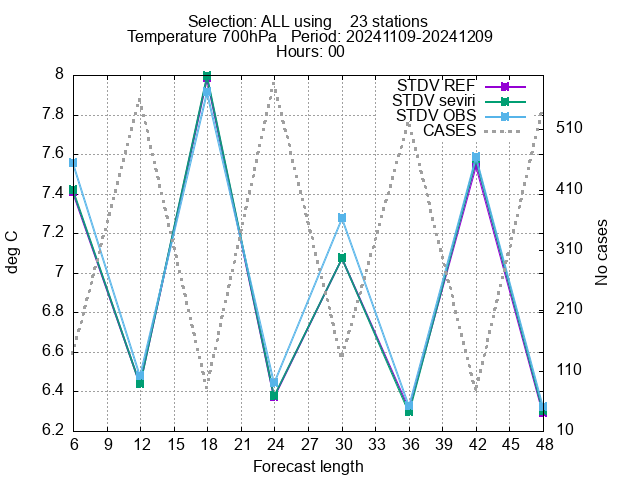 Selection: ALL using    23 stations
Temperature 700hPa   Period: 20241109-20241209
Hours: 00
STDV REF
STDV seviri
STDV OBS
CASES
8
7.8
7.6
7.4
7.2
7
6.8
6.6
6.4
6.2
deg C
510
410
310
210
110
10
No cases
6 9 12 15 18 21 24 27 30 33 36 39 42 45 48
Forecast length